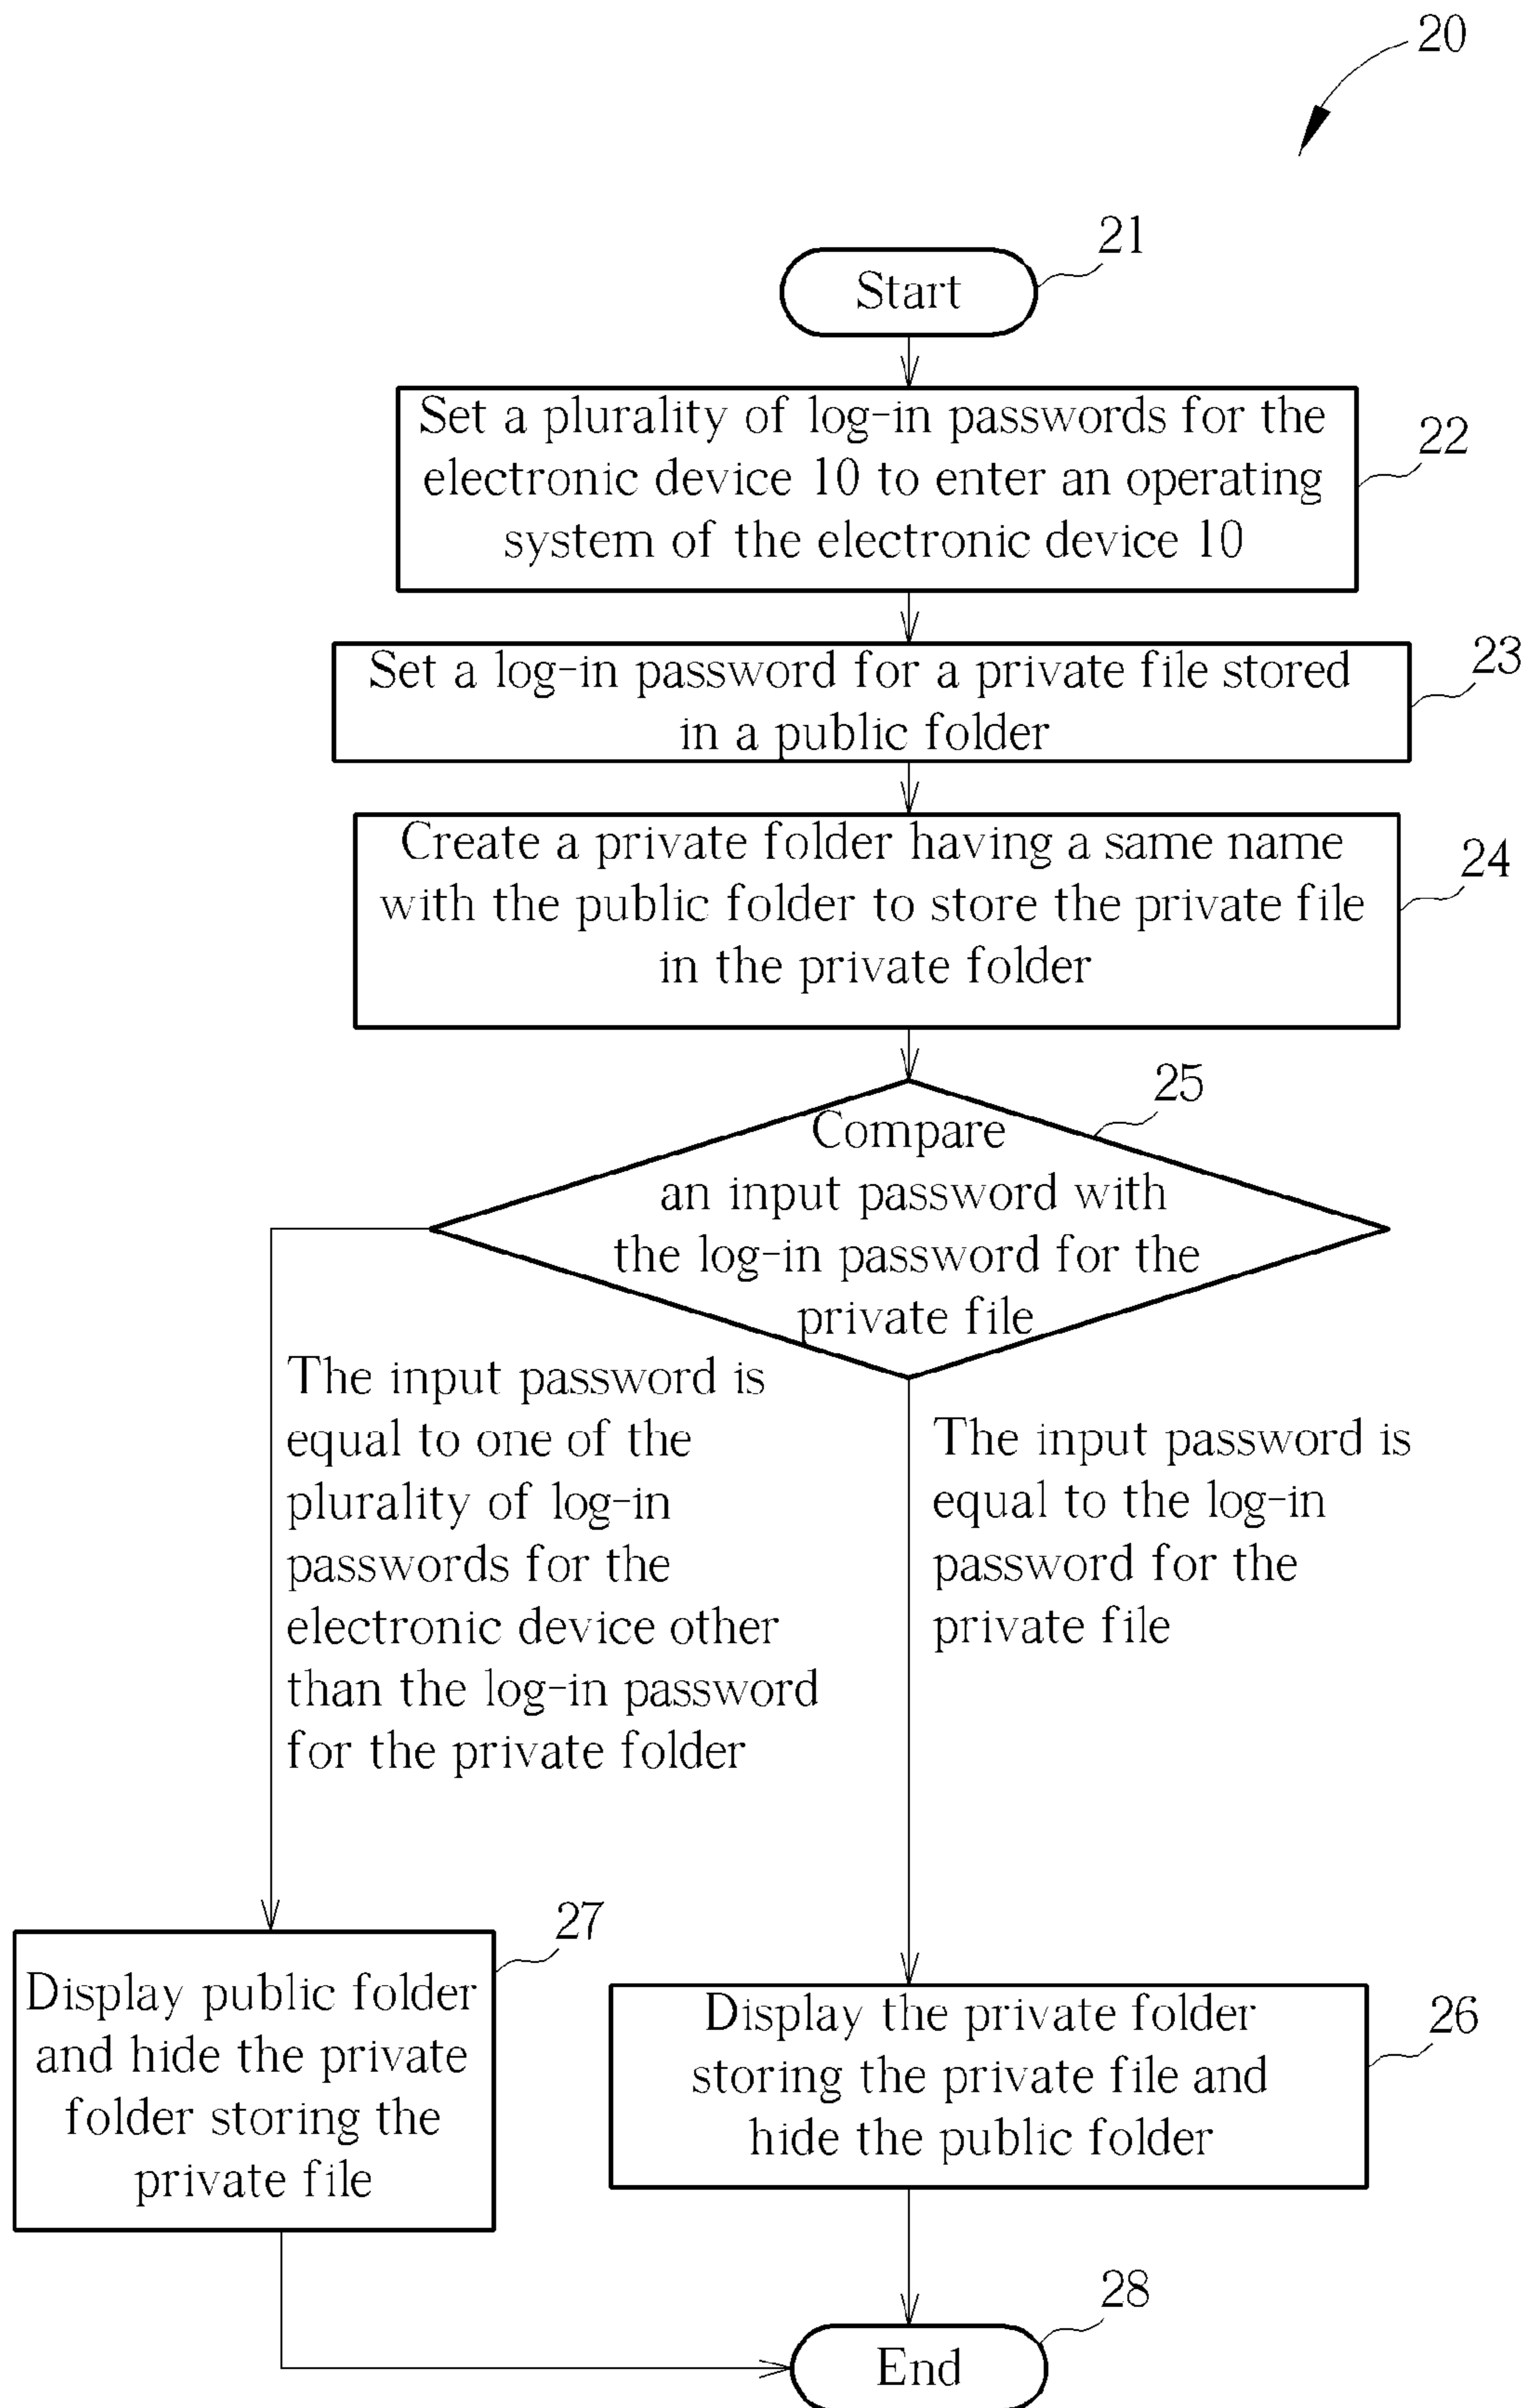 20
21
Start
22
Set a plurality of log-in passwords for the
electronic device 10 to enter an operating
system of the electronic device 10
23
Set a log-in password for a private file stored
in a public folder
24
Create a private folder having a same name
with the public folder to store the private file
in the private folder
25
Compare
an input password with
the log-in password for the
private file
The input password is
equal to one of the
plurality of log-in
passwords for the
electronic device other
than the log-in password
for the private folder
The input password is
equal to the log-in
password for the
private file
27
Display public folder
and hide the private
folder storing the
private file
26
Display the private folder
storing the private file and
hide the public folder
28
End